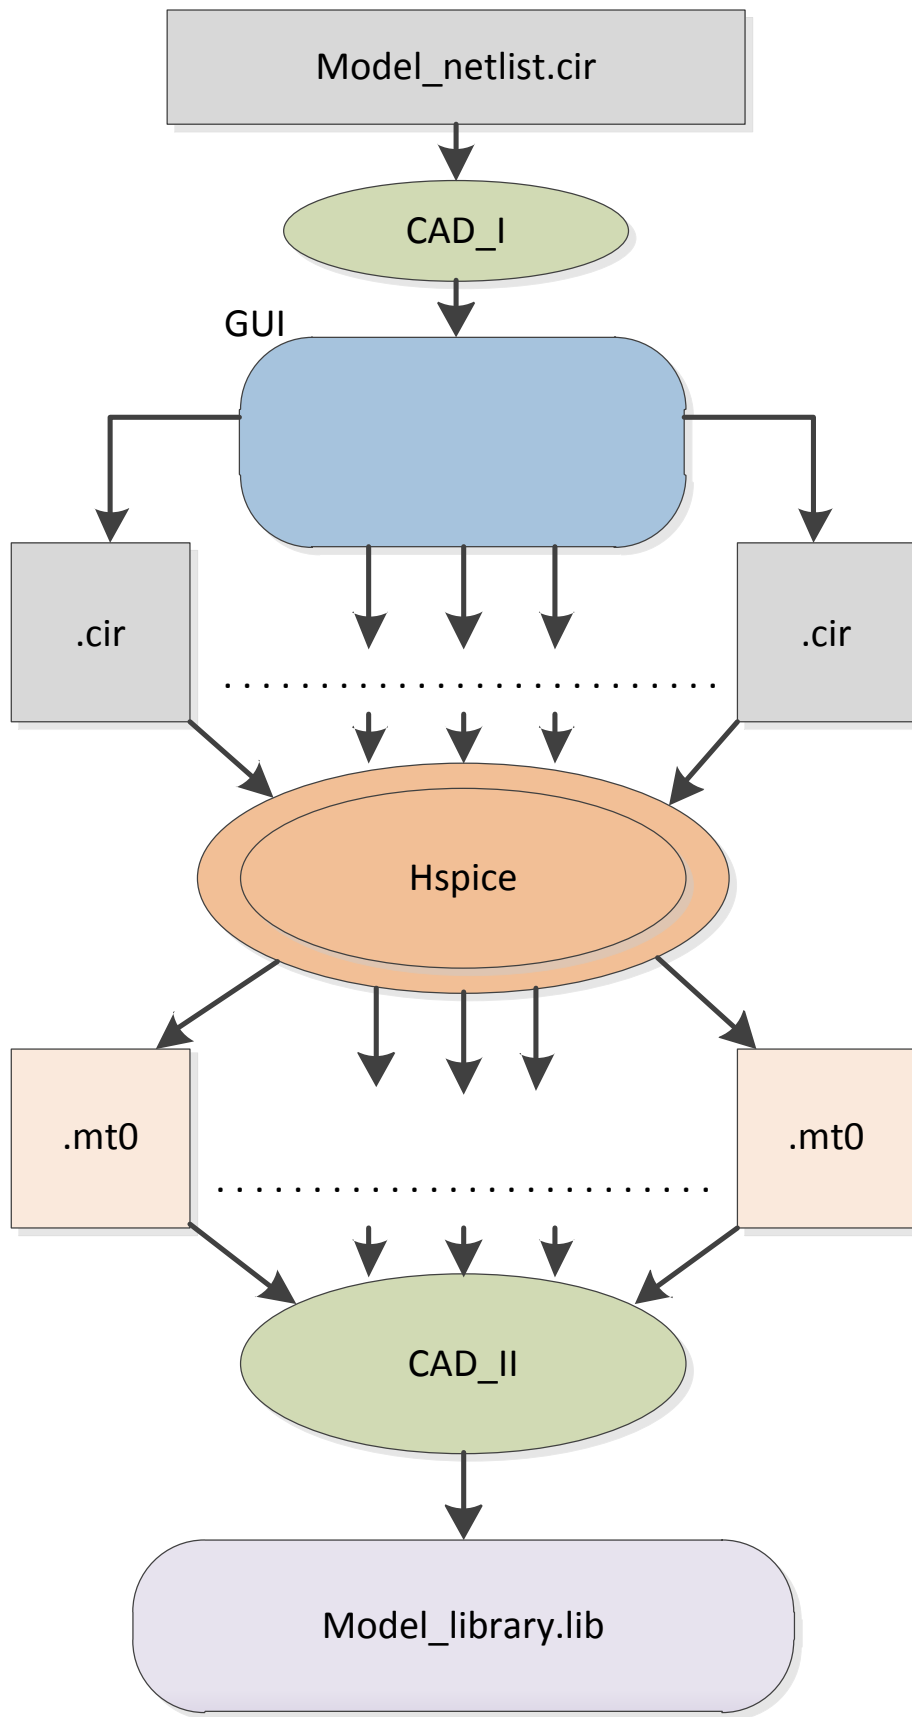 Model_netlist.cir
CAD_I
GUI
.cir
.cir
Hspice
.mt0
.mt0
CAD_II
Model_library.lib